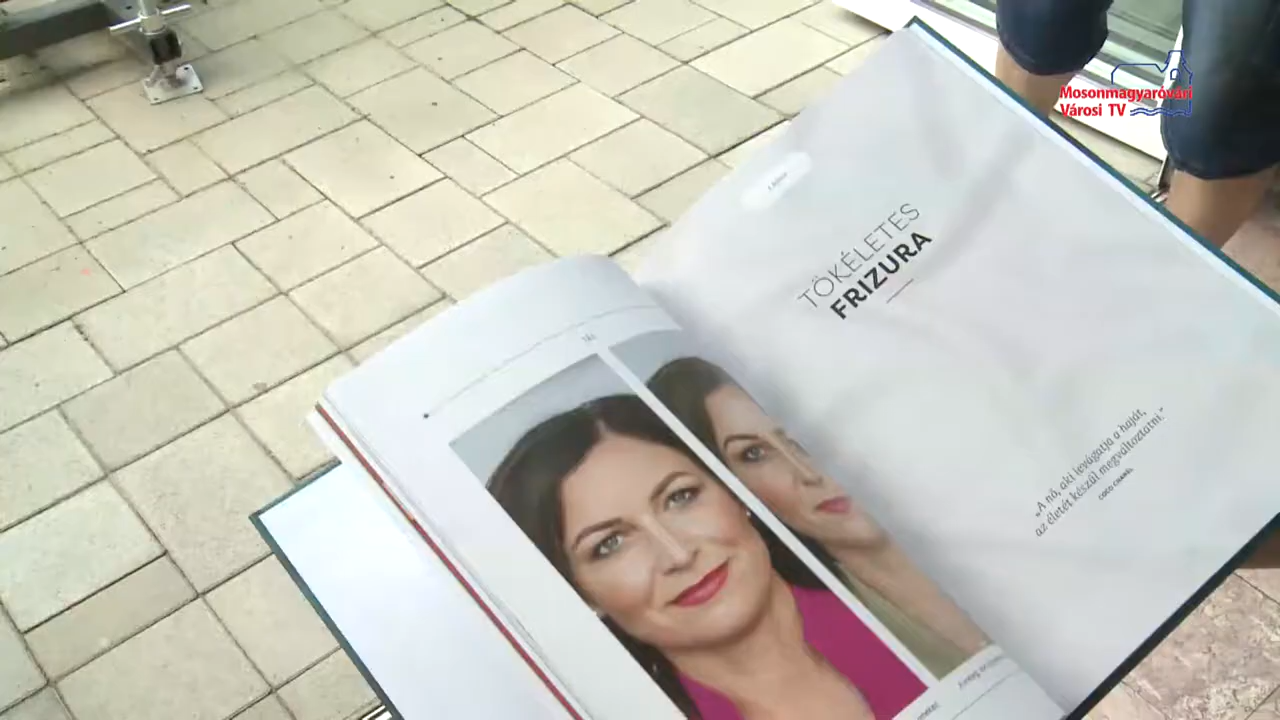 Mosonmagyaróvári
Városi TV
TÖKÉLETES
FRIZURA
„A nő, aki levágatja a haját,
az életét készül megváltoztatni.”
COCO CHANEL